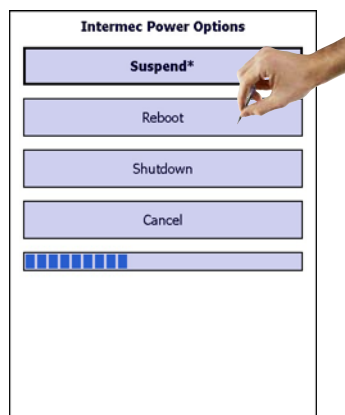 Intermec Power Options
Suspend*
Reboot
Shutdown
Cancel